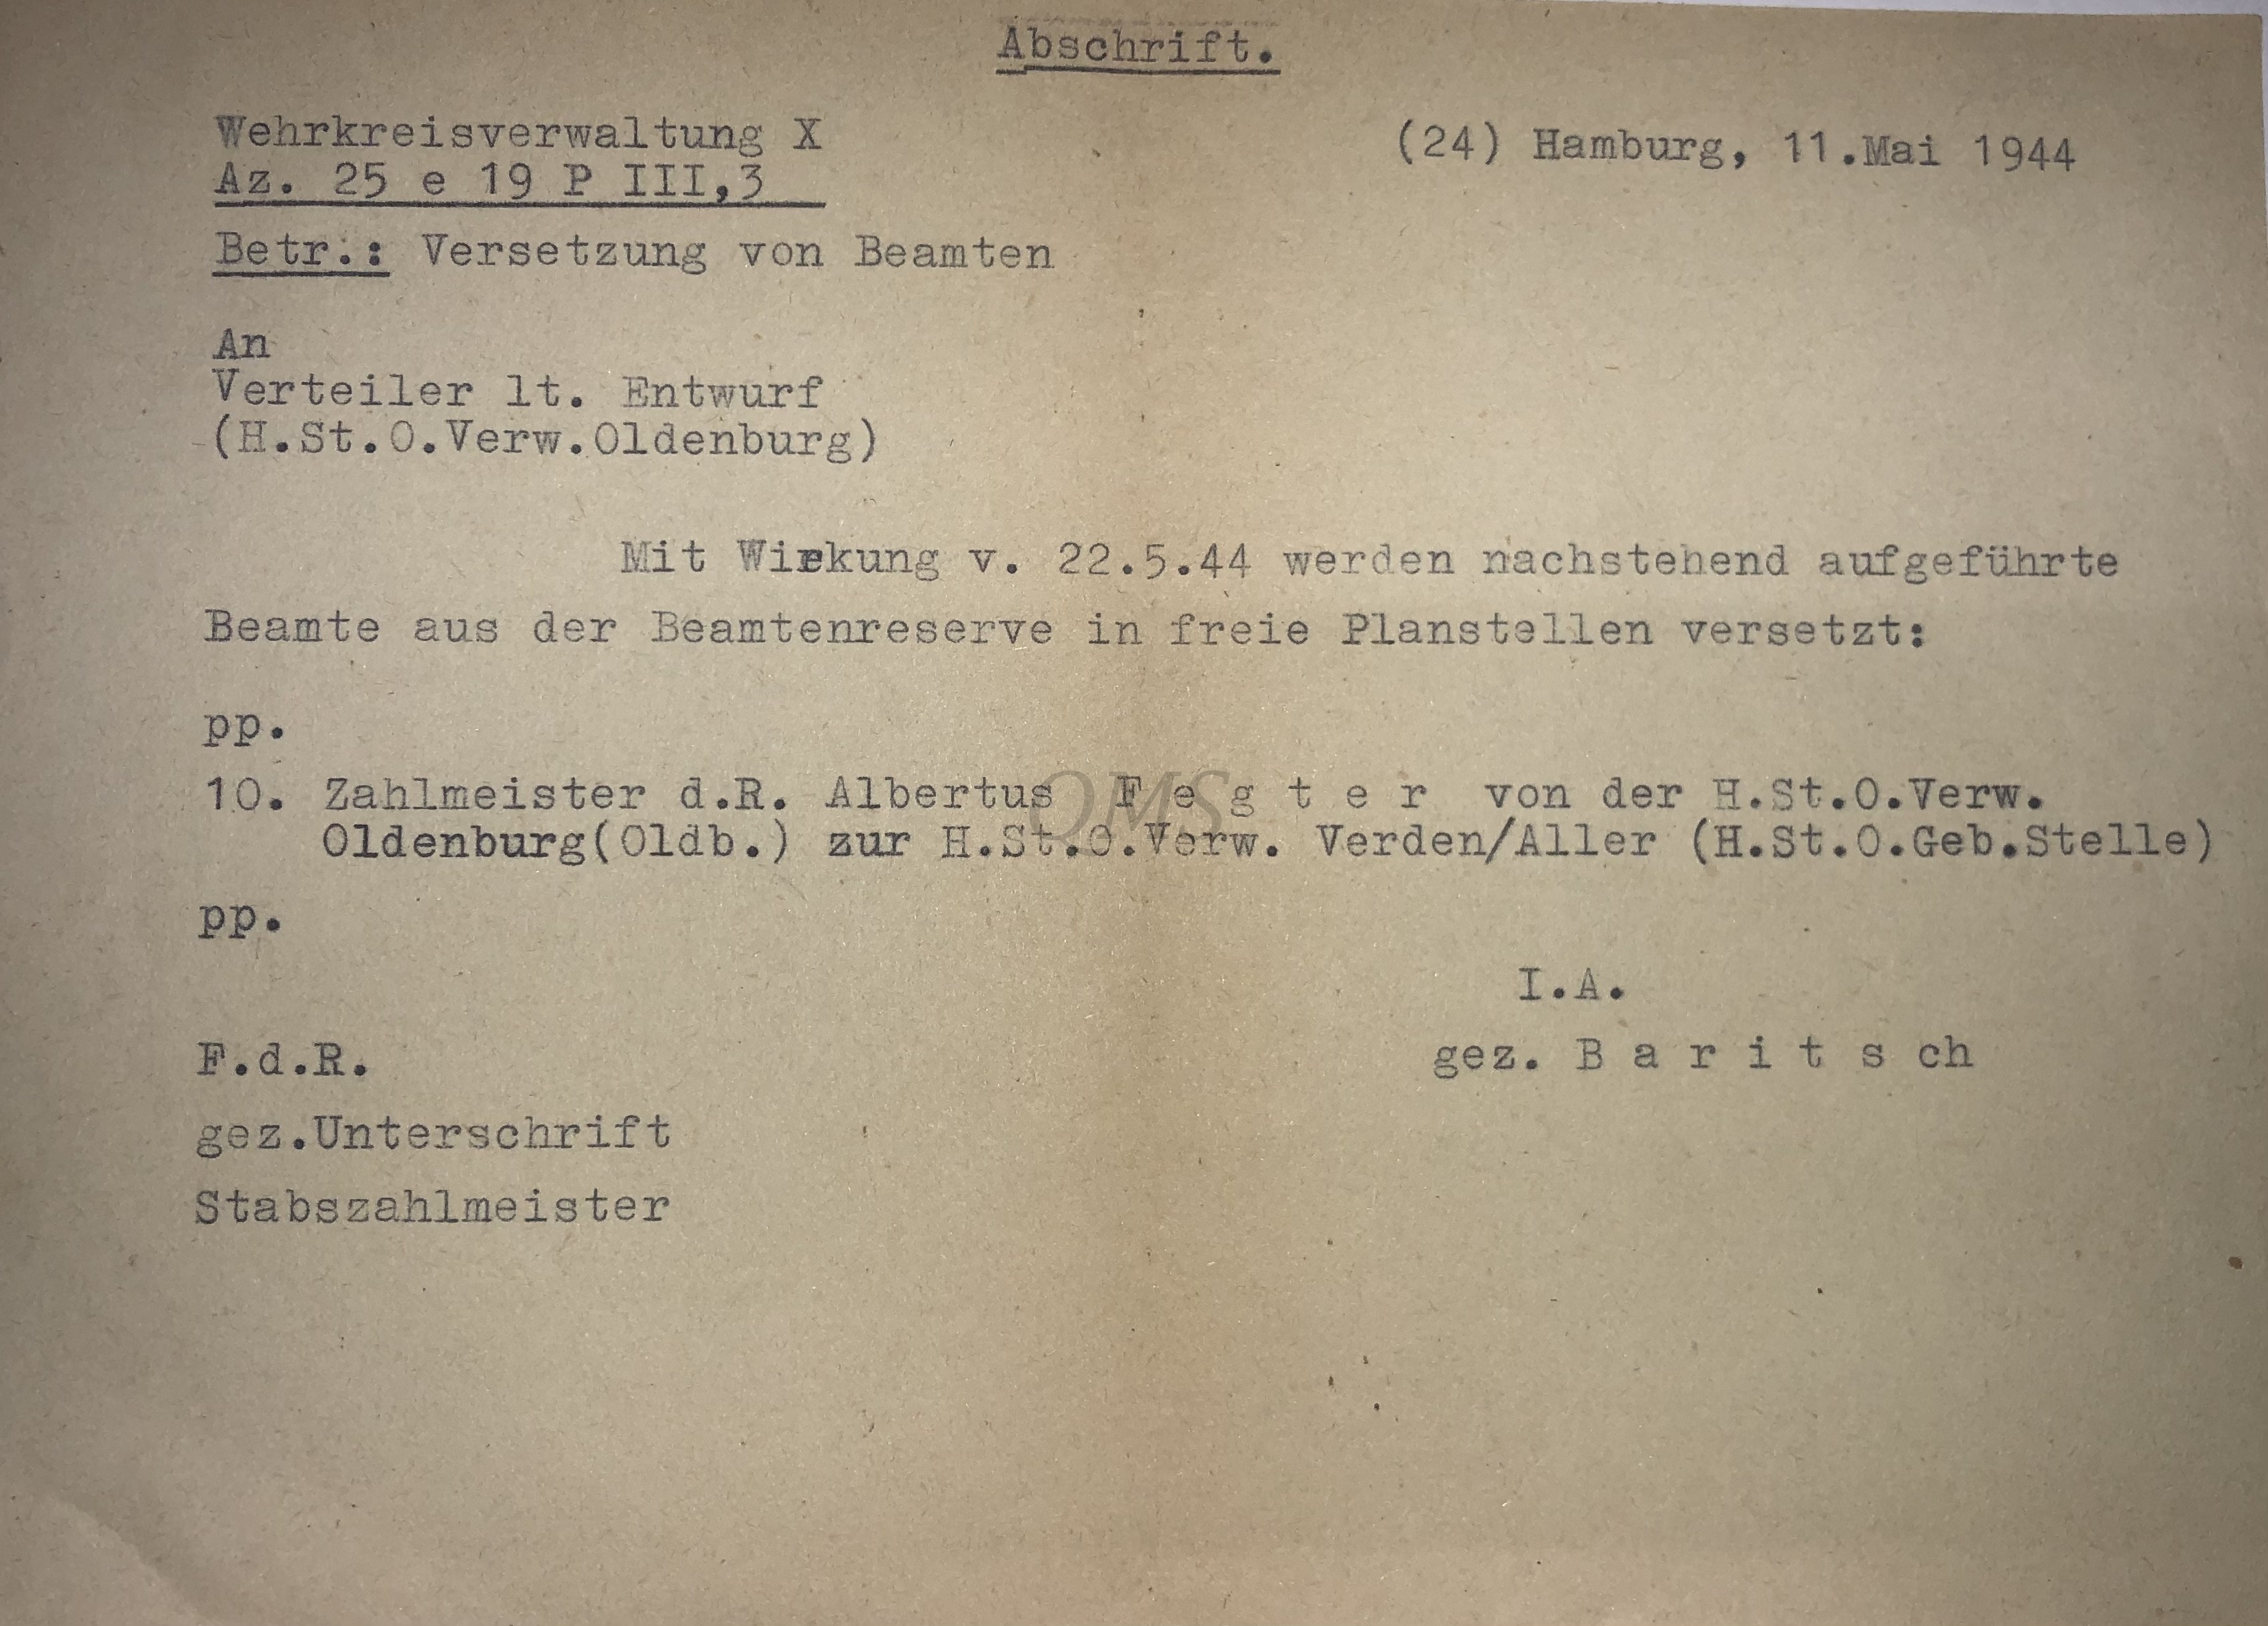 Abschrift.
Wehrkreisverwaltung X
(24) Hamburg, 11.Mai 1944
Az. 25 e 19 P III,3
Betr.: Versetzung von Beamten
An
Verteiler lt. Entwurf
(H.St.O.Verw.Oldenburg)
Mit Wirkung v. 22.5.44 werden nachstehend aufgeführte
Beamte aus der Beamtenreserve in freie Planstellen versetzt:
pp.
10. Zahlmeister d.R. Albertus F e g t e r von der H.St.O.Verw.
Oldenburg(Oldb.) zur H.St.O.Verw. Verden/Aller (H.St.O.Geb.Stelle)
QMS
pp.
I.A.
F.d.R.
gez. B a r i t s ch
gez.Unterschrift
Stabszahlmeister